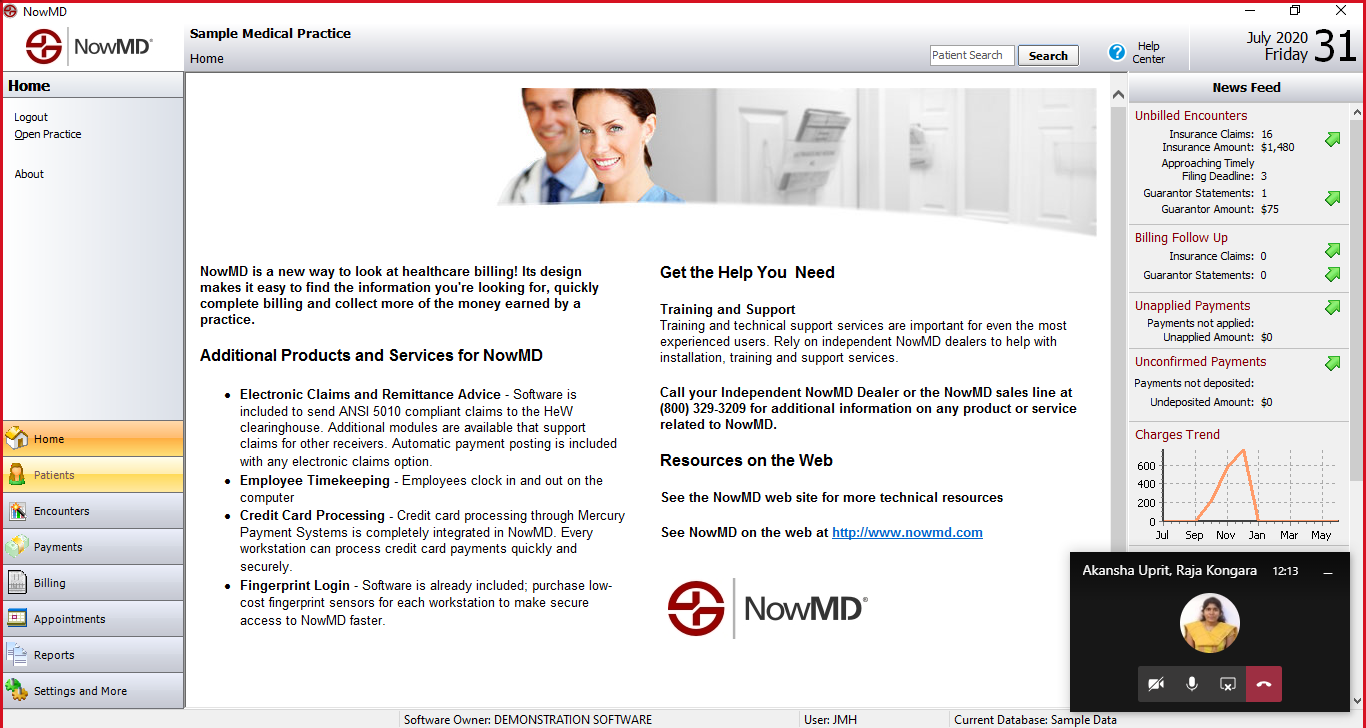 NowMD
NowMD®
Sample Medical Practice
Home
Patient Search
Search
Help
Center
July 2020
Friday
31
Home
Logout
Open Practice
About
Home
Patients
Encounters
Payments
Billing
Appointments
Reports
Settings and More
NowMD is a new way to look at healthcare billing! Its design
makes it easy to find the information you're looking for, quickly
complete billing and collect more of the money earned by a
practice.
Additional Products and Services for NowMD
• Electronic Claims and Remittance Advice - Software is
included to send ANSI 5010 compliant claims to the HeW
clearinghouse. Additional modules are available that support
claims for other receivers. Automatic payment posting is included
with any electronic claims option.
• Employee Timekeeping - Employees clock in and out on the
computer
• Credit Card Processing - Credit card processing through Mercury
Payment Systems is completely integrated in NowMD. Every
workstation can process credit card payments quickly and
securely.
• Fingerprint Login - Software is already included; purchase low-
cost fingerprint sensors for each workstation to make secure
access to NowMD faster.
Get the Help You Need
Training and Support
Training and technical support services are important for even the most
experienced users. Rely on independent NowMD dealers to help with
installation, training and support services.
Call your Independent NowMD Dealer or the NowMD sales line at
(800) 329-3209 for additional information on any product or service
related to NowMD.
Resources on the Web
See the NowMD web site for more technical resources
See NowMD on the web at http://www.nowmd.com
NowMD®
News Feed
Unbilled Encounters
Insurance Claims: 16
Insurance Amount: $1,480
Approaching Timely
Filing Deadline: 3
Guarantor Statements: 1
Guarantor Amount: $75
Billing Follow Up
Insurance Claims: 0
Guarantor Statements: 0
Unapplied Payments
Payments not applied:
Unapplied Amount: $0
Unconfirmed Payments
Payments not deposited:
Undeposited Amount: $0
Charges Trend
600
400
200
0
Jul Sep Nov Jan Mar May
Akansha Uprit, Raja Kongara 12:13
Software Owner: DEMONSTRATION SOFTWARE
User: JMH
Current Database: Sample Data